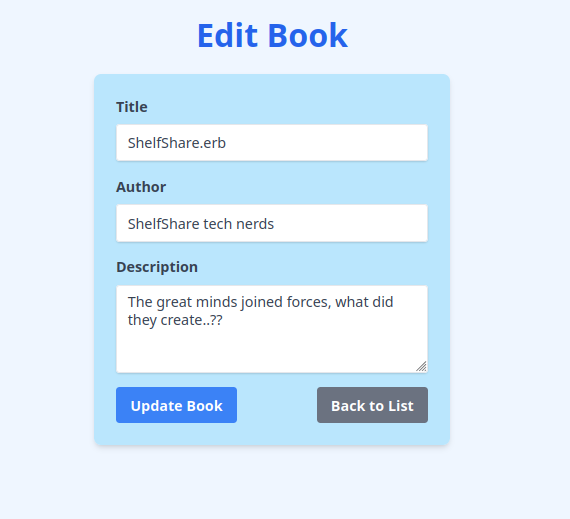 Edit Book
Title
ShelfShare.erb
Author
ShelfShare tech nerds
Description
The great minds joined forces, what did
they create..??
Update Book
Back to List